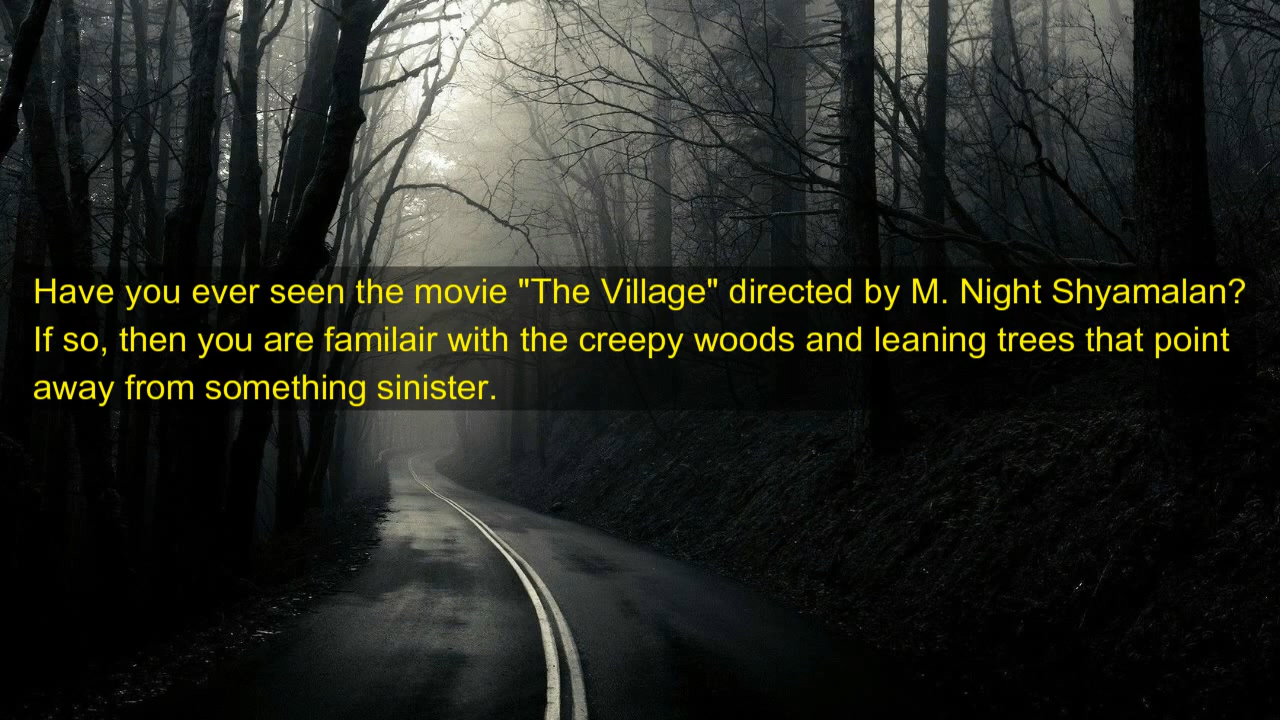 Have you ever seen the movie "The Village" directed by M. Night Shyamalan?
If so, then you are familair with the creepy woods and leaning trees that point
away from something sinister.